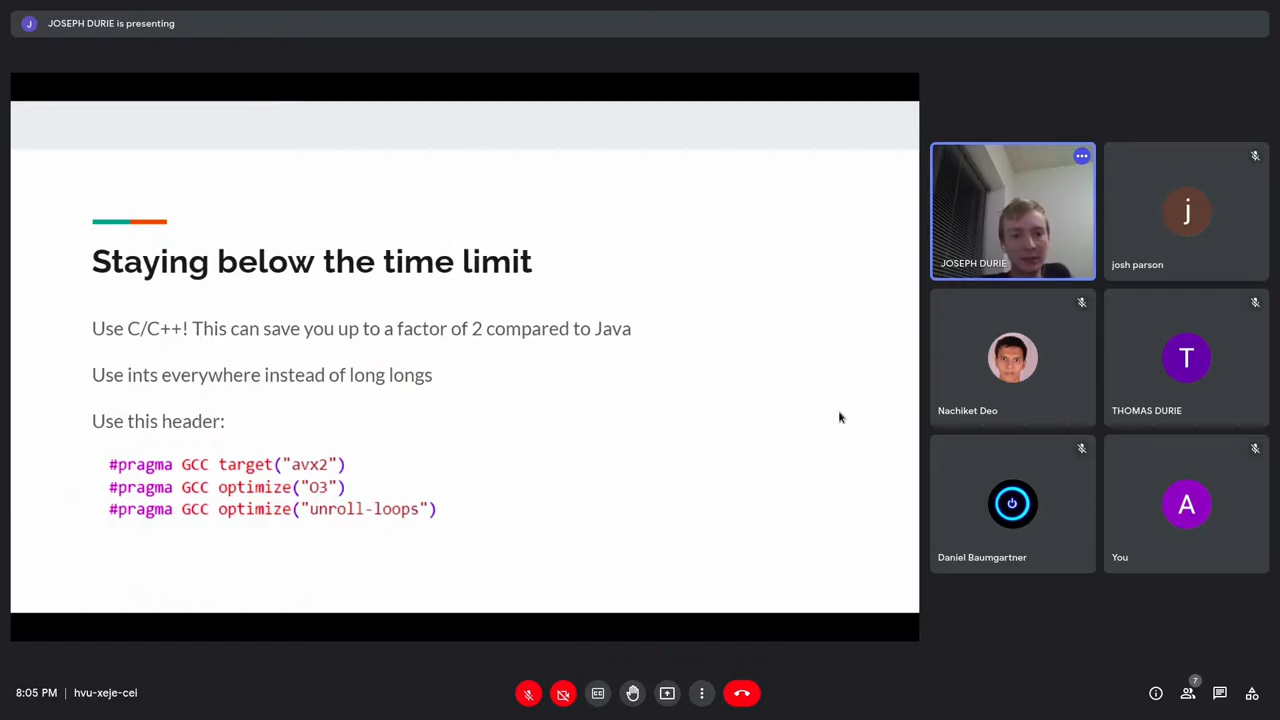 J
JOSEPH DURIE is presenting
Staying below the time limit
Use C/C++! This can save you up to a factor of 2 compared to Java
Use ints everywhere instead of long longs
Use this header:
#pragma GCC target("avx2")
#pragma GCC optimize("O3")
#pragma GCC optimize("unroll-loops")
JOSEPH DURIE
j
josh parson
Nachiket Deo
T
THOMAS DURIE
Daniel Baumgartner
A
You
8:05 PM | hvu-xeje-cei
CC
7